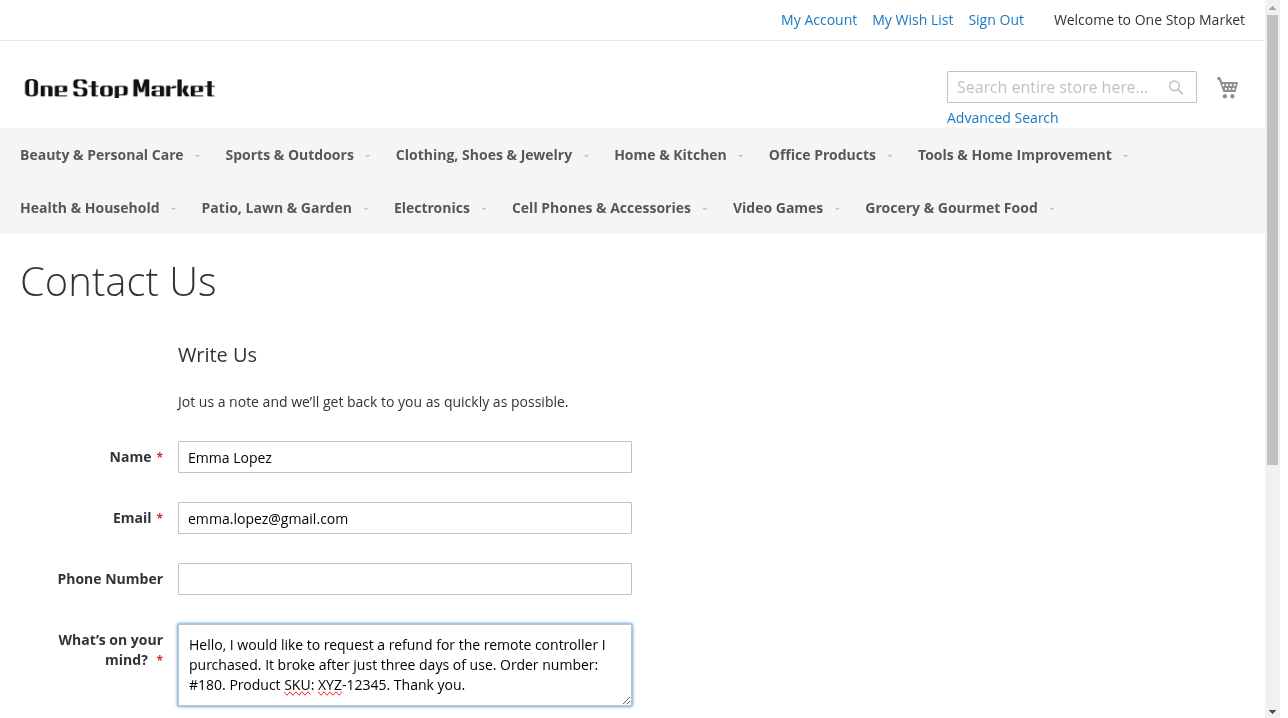 My Account My Wish List Sign Out Welcome to One Stop Market
One Stop Market
Search entire store here...
Advanced Search
Beauty & Personal Care Sports & Outdoors Clothing, Shoes & Jewelry Home & Kitchen Office Products Tools & Home Improvement
Health & Household Patio, Lawn & Garden Electronics Cell Phones & Accessories Video Games Grocery & Gourmet Food
Contact Us
Write Us
Jot us a note and we’ll get back to you as quickly as possible.
Name * Emma Lopez
Email * emma.lopez@gmail.com
Phone Number
What’s on your mind? *
Hello, I would like to request a refund for the remote controller I
purchased. It broke after just three days of use. Order number:
#180. Product SKU: XYZ-12345. Thank you.